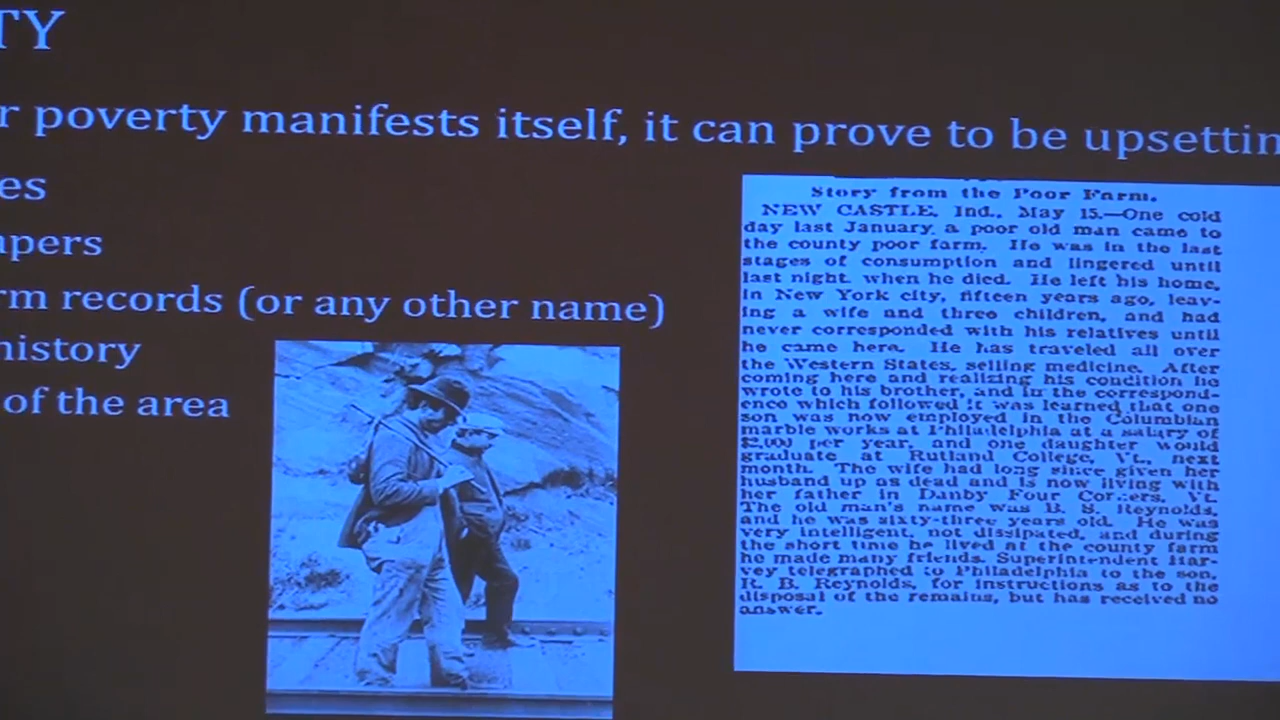 TY
r poverty manifests itself, it can prove to be upsettin
es
apers
rm records (or any other name)
history
of the area
Story from the Poor Farm.
NEW CASTLE, Ind., May 15.—One cold
day last January a poor old man came to
the county poor farm. He was in the last
stages of consumption and lingered until
last night, when he died. He left his home,
in New York city, fifteen years ago, leav-
ing a wife and three children, and had
never corresponded with his relatives until
he came here. He has traveled all over
the Western States, selling medicine. After
coming here and realizing his condition he
wrote to his brother, and in the correspond-
ence which followed it was learned that one
son was now employed in the Columbian
marble works at Philadelphia at a salary of
$2,000 per year, and one daughter would
graduate at Rutland College, Vt., next
month. The wife had long since given her
husband up as dead and is now living with
her father in Danby Four Corners, Vt.
The old man's name was B. S. Reynolds,
and he was sixty-three years old. He was
very intelligent, not dissipated, and during
the short time he lived at the county farm
he made many friends. Superintendent Har-
vey telegraphed to Philadelphia to the son,
R. B. Reynolds, for instructions as to the
disposal of the remains, but has received no
answer.